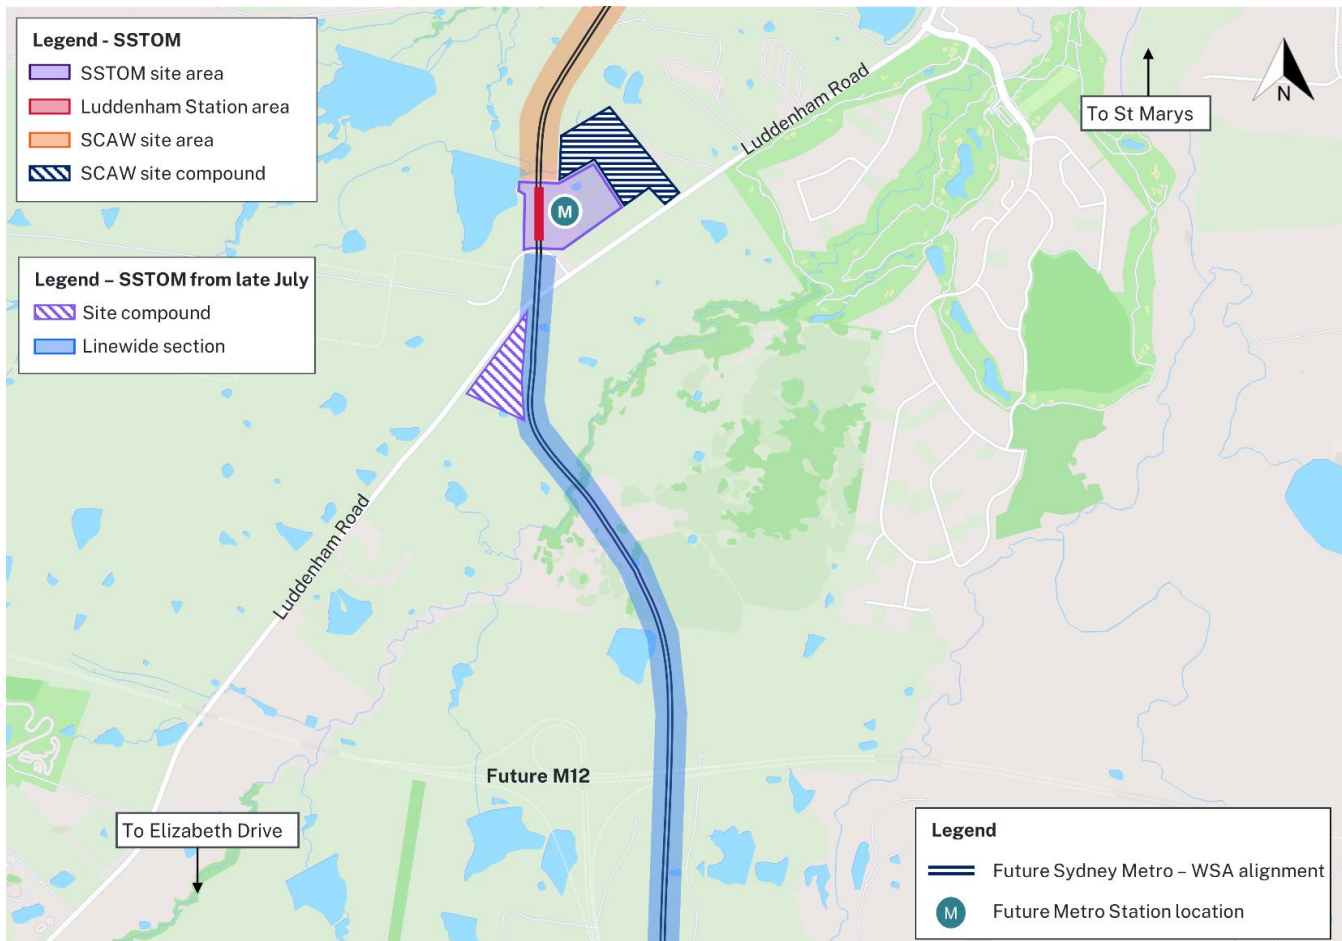 Legend - SSTOM
SSTOM site area
Luddenham Station area
SCAW site area
SCAW site compound
Legend – SSTOM from late July
Site compound
Linewide section
Luddenham Road
To St Marys
N
M
Luddenham Road
Future M12
To Elizabeth Drive
Legend
Future Sydney Metro – WSA alignment
M
Future Metro Station location